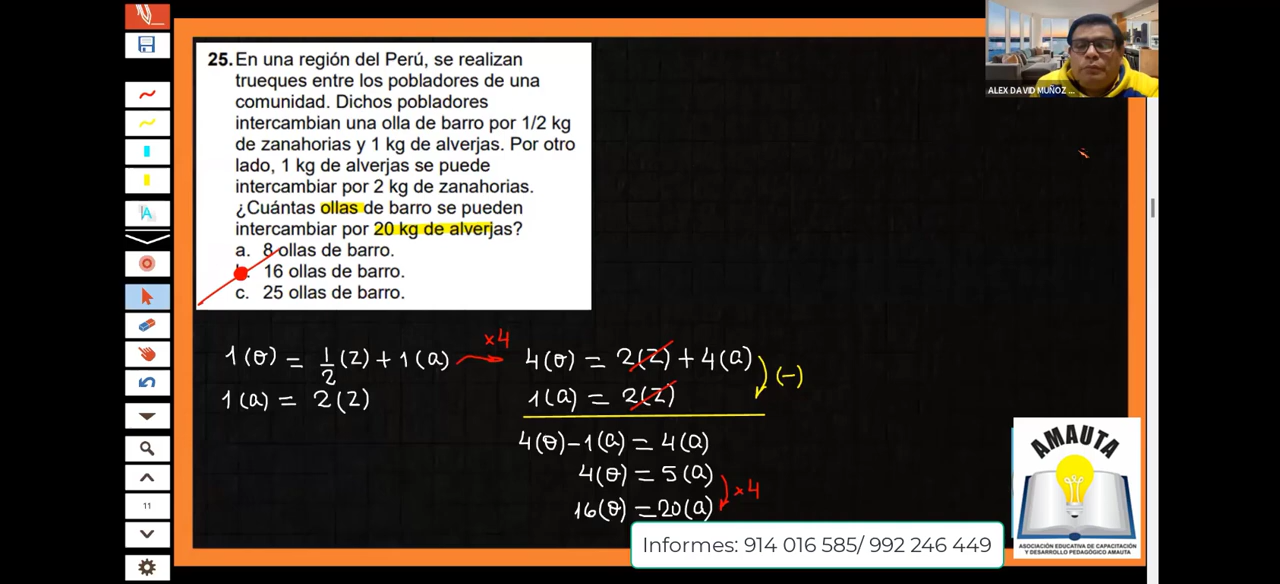 ALEX DAVID MUÑOZ ...
25. En una región del Perú, se realizan
trueques entre los pobladores de una
comunidad. Dichos pobladores
intercambian una olla de barro por 1/2 kg
de zanahorias y 1 kg de alverjas. Por otro
lado, 1 kg de alverjas se puede
intercambiar por 2 kg de zanahorias.
¿Cuántas ollas de barro se pueden
intercambiar por 20 kg de alverjas?
a. 8 ollas de barro.
16 ollas de barro.
c. 25 ollas de barro.
1(θ) = 1/2 (z) + 1(a)
1(a) = 2(z)
x4
4(θ) = 2(z) + 4(a)
1(a) = 2(z)
(-)
4(θ) - 1(a) = 4(a)
4(θ) = 5(a)
x4
16(θ) = 20(a)
11
A
AMAUTA
ASOCIACIÓN EDUCATIVA DE CAPACITACIÓN
Y DESARROLLO PEDAGÓGICO AMAUTA
Informes: 914 016 585/ 992 246 449